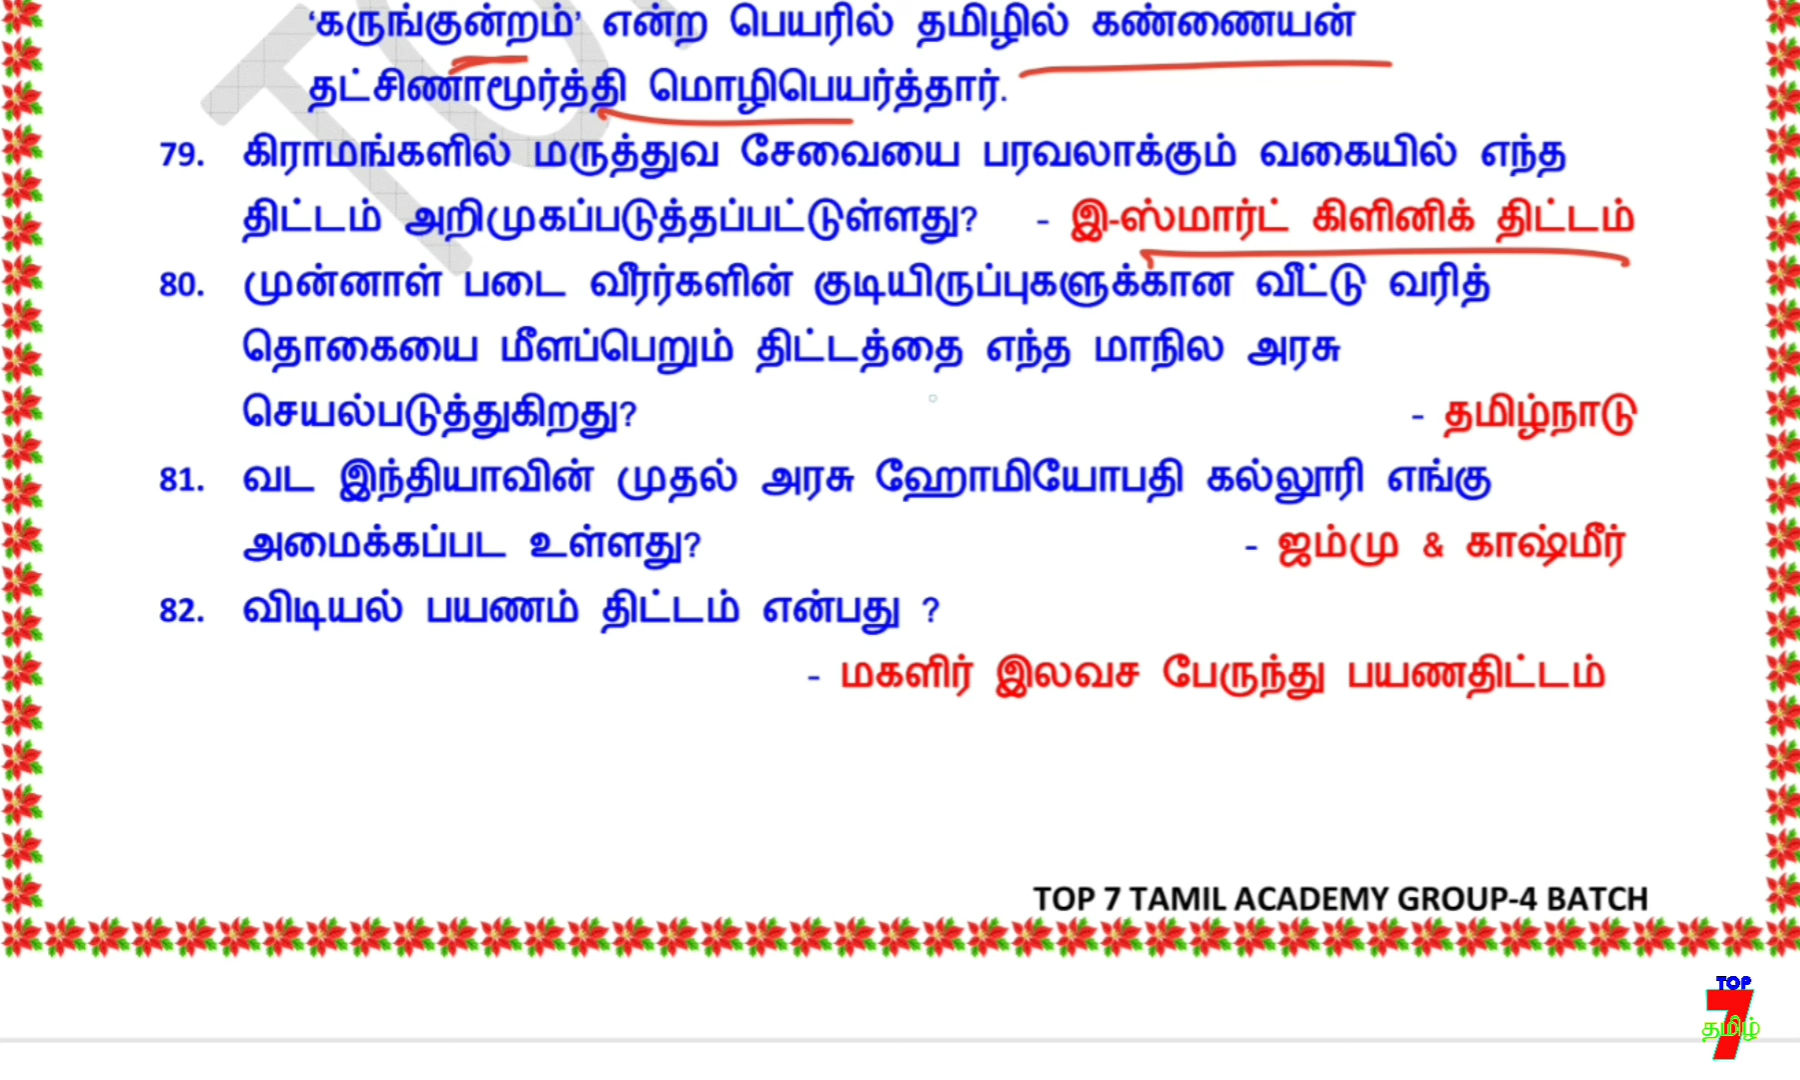 ‘கருங்குன்றம்’ என்ற பெயரில் தமிழில் கண்ணையன்
தட்சிணாமூர்த்தி மொழிபெயர்த்தார்.
79. கிராமங்களில் மருத்துவ சேவையை பரவலாக்கும் வகையில் எந்த
திட்டம் அறிமுகப்படுத்தப்பட்டுள்ளது? - இ-ஸ்மார்ட் கிளினிக் திட்டம்
80. முன்னாள் படை வீரர்களின் குடியிருப்புகளுக்கான வீட்டு வரித்
தொகையை மீளப்பெறும் திட்டத்தை எந்த மாநில அரசு
செயல்படுத்துகிறது? - தமிழ்நாடு
81. வட இந்தியாவின் முதல் அரசு ஹோமியோபதி கல்லூரி எங்கு
அமைக்கப்பட உள்ளது? - ஜம்மு & காஷ்மீர்
82. விடியல் பயணம் திட்டம் என்பது ?
- மகளிர் இலவச பேருந்து பயணதிட்டம்
TOP 7 TAMIL ACADEMY GROUP-4 BATCH
TOP
7
தமிழ்